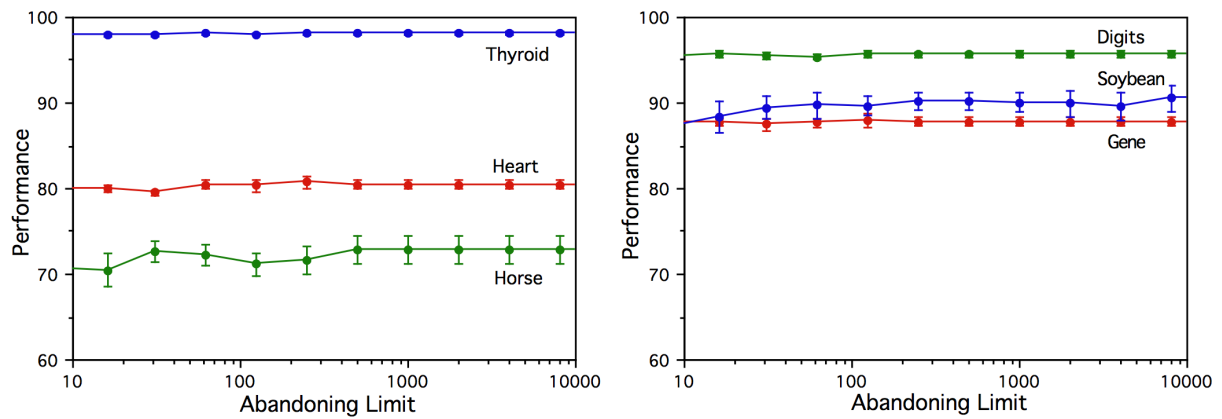 100
90
80
70
60
Performance
Thyroid
Heart
Horse
10
100
1000
10000
Abandoning Limit
100
90
80
70
60
Performance
Digits
Soybean
Gene
10
100
1000
10000
Abandoning Limit